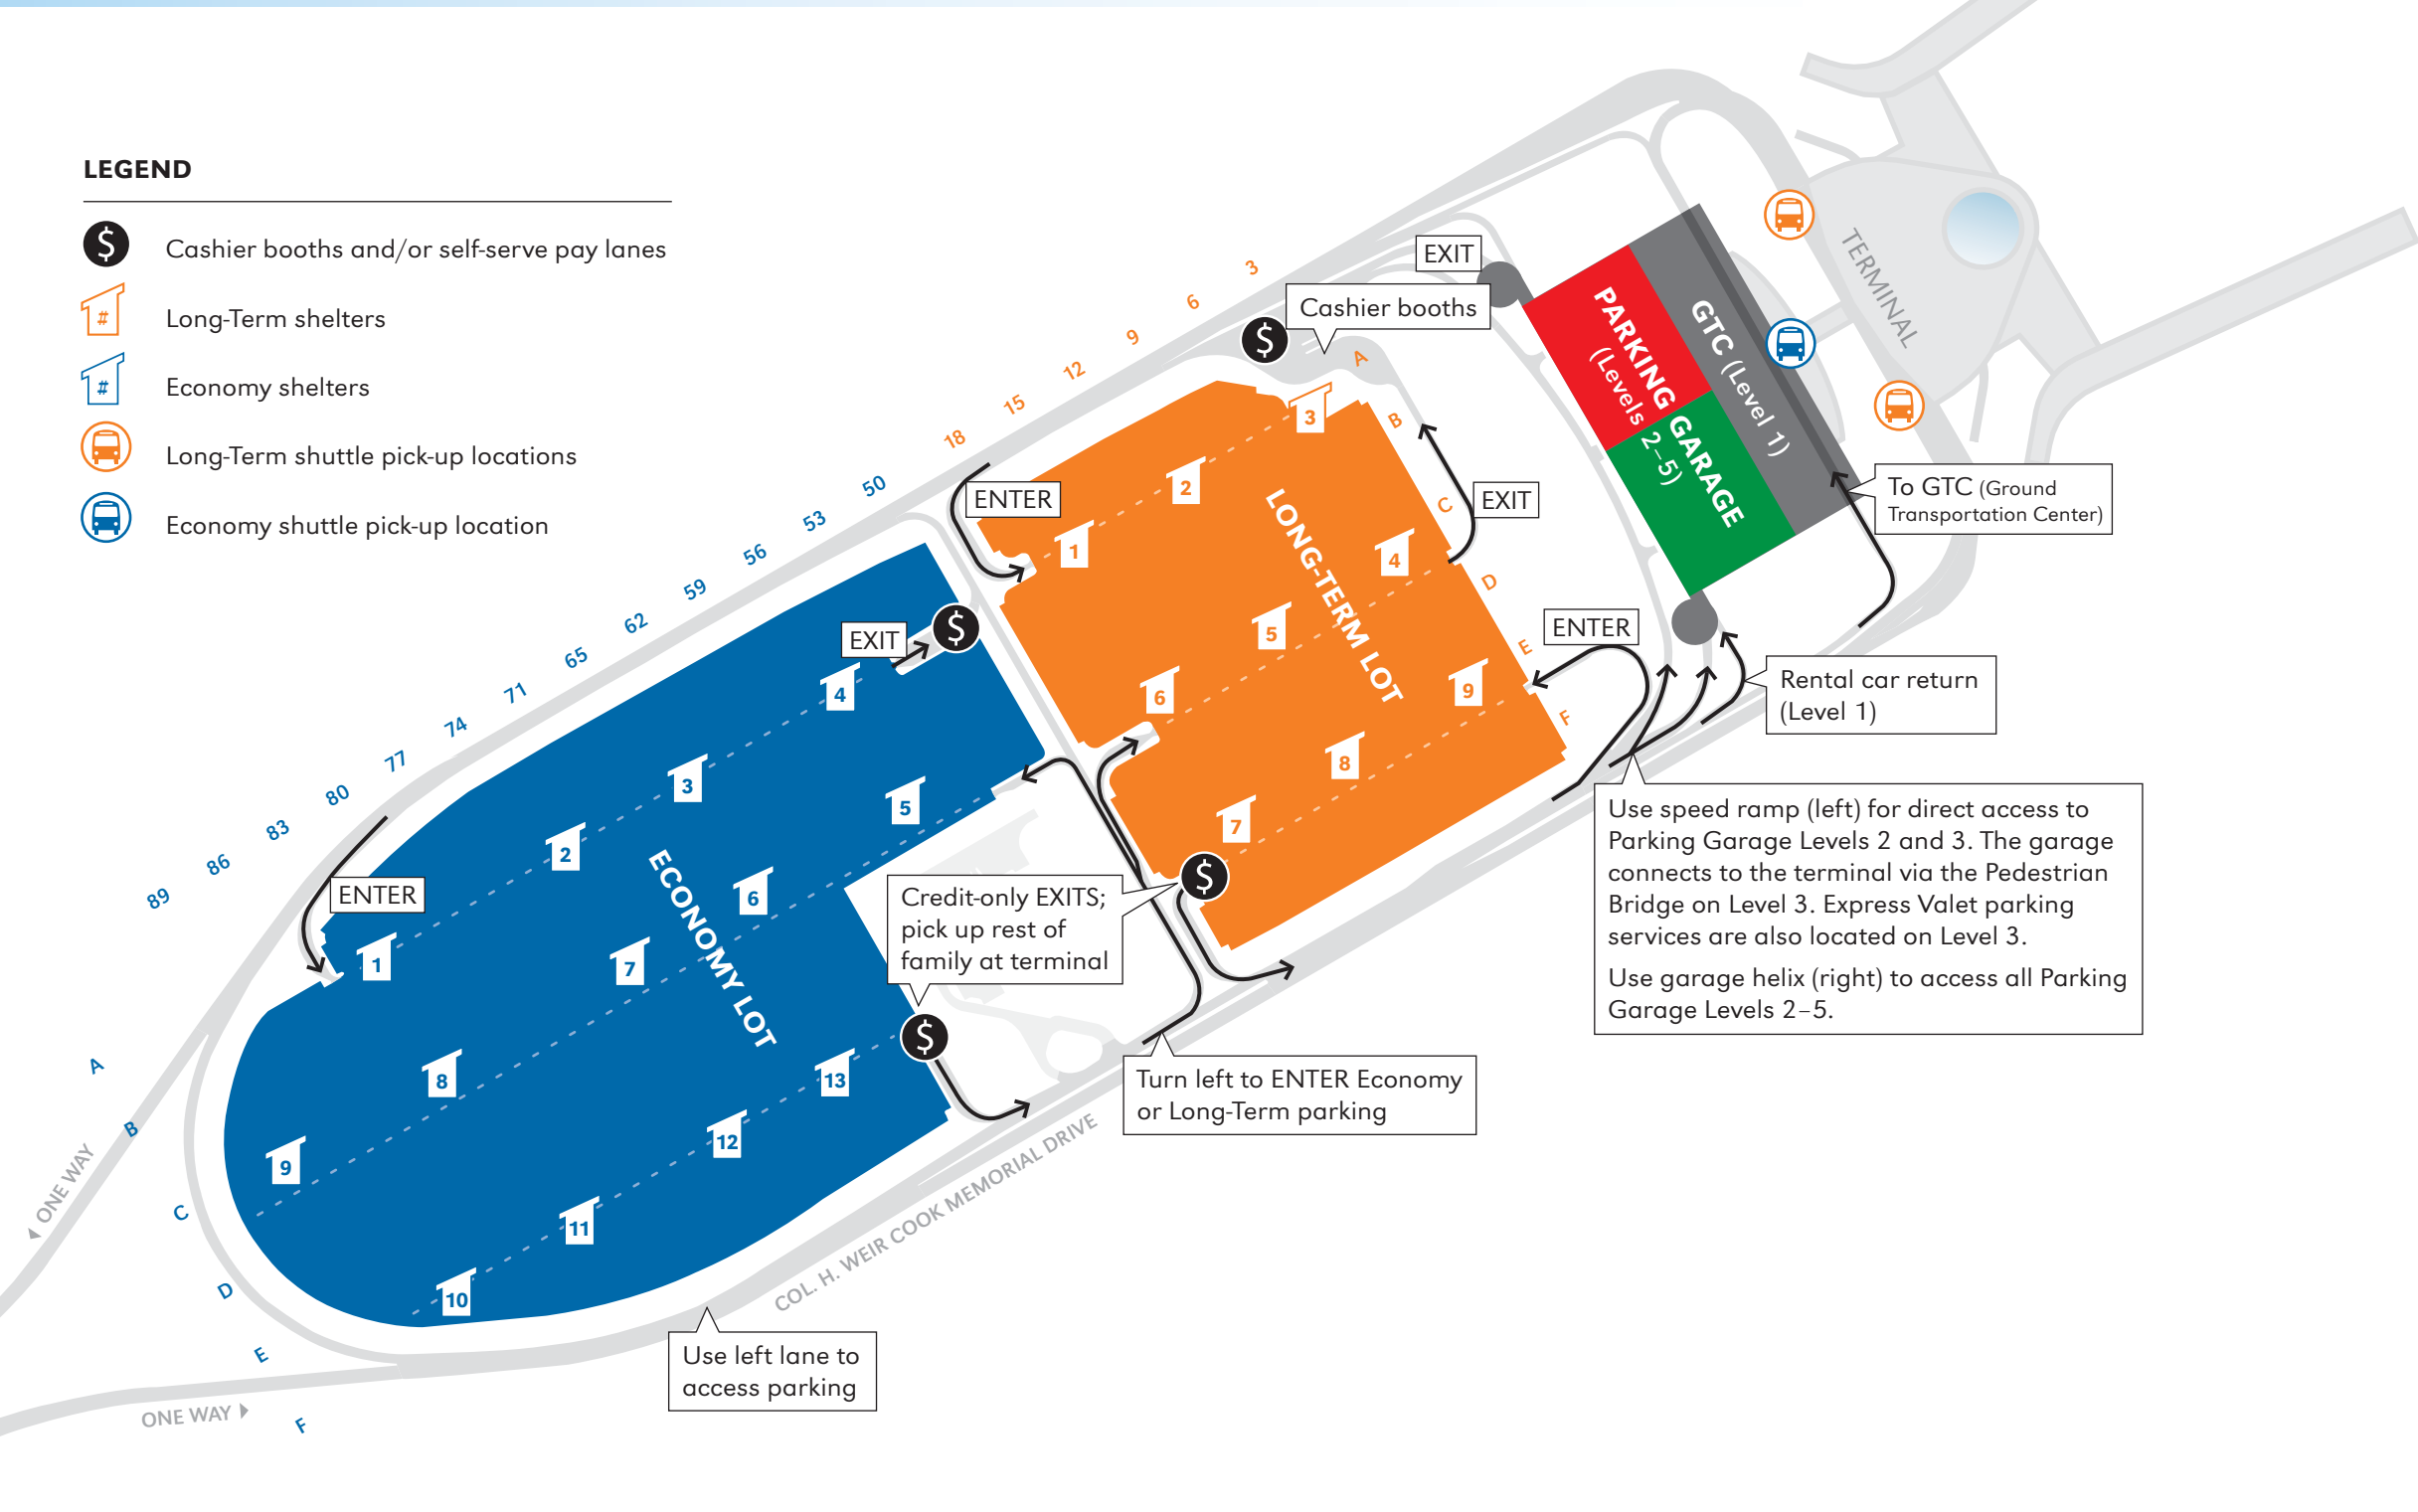 LEGEND
$
Cashier booths and/or self-serve pay lanes
#
Long-Term shelters
#
Economy shelters
Long-Term shuttle pick-up locations
Economy shuttle pick-up location
3
6
9
12
15
18
50
53
56
59
62
65
71
74
77
80
83
86
89
A
B
C
D
E
F
A
B
C
D
E
F
EXIT
Cashier booths
$
TERMINAL
PARKING GARAGE
(Levels 2–5)
GTC (Level 1)
To GTC (Ground
Transportation Center)
ENTER
EXIT
LONG-TERM LOT
1
2
3
4
5
6
7
8
9
ENTER
Rental car return
(Level 1)
Use speed ramp (left) for direct access to
Parking Garage Levels 2 and 3. The garage
connects to the terminal via the Pedestrian
Bridge on Level 3. Express Valet parking
services are also located on Level 3.
Use garage helix (right) to access all Parking
Garage Levels 2–5.
EXIT
$
ENTER
ECONOMY LOT
1
2
3
4
5
6
7
8
9
10
11
12
13
$
Credit-only EXITS;
pick up rest of
family at terminal
$
Turn left to ENTER Economy
or Long-Term parking
COL. H. WEIR COOK MEMORIAL DRIVE
Use left lane to
access parking
ONE WAY
ONE WAY